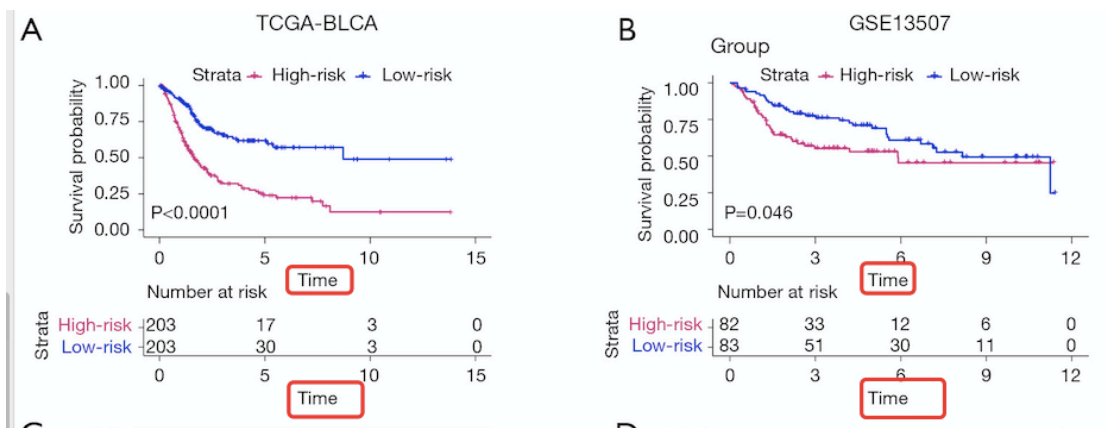 A
TCGA-BLCA
Strata High-risk Low-risk
Survival probability
1.00
0.75
0.50
0.25
0.00
P<0.0001
0 5 10 15
Time
Number at risk
Strata
High-risk 203 17 3 0
Low-risk 203 30 3 0
0 5 10 15
Time
B
GSE13507
Group
Strata High-risk Low-risk
Survival probability
1.00
0.75
0.50
0.25
0.00
P=0.046
0 3 6 9 12
Time
Number at risk
Strata
High-risk 82 33 12 6 0
Low-risk 83 51 30 11 0
0 3 6 9 12
Time